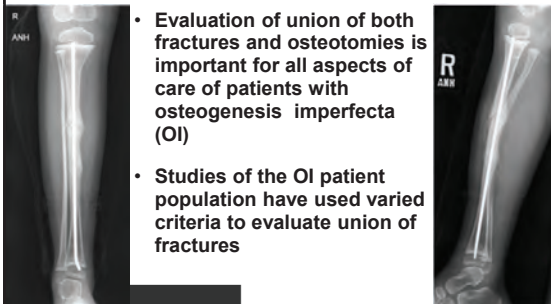 R
ANH
• Evaluation of union of both
fractures and osteotomies is
important for all aspects of
care of patients with
osteogenesis imperfecta
(OI)
• Studies of the OI patient
population have used varied
criteria to evaluate union of
fractures
R
ANH